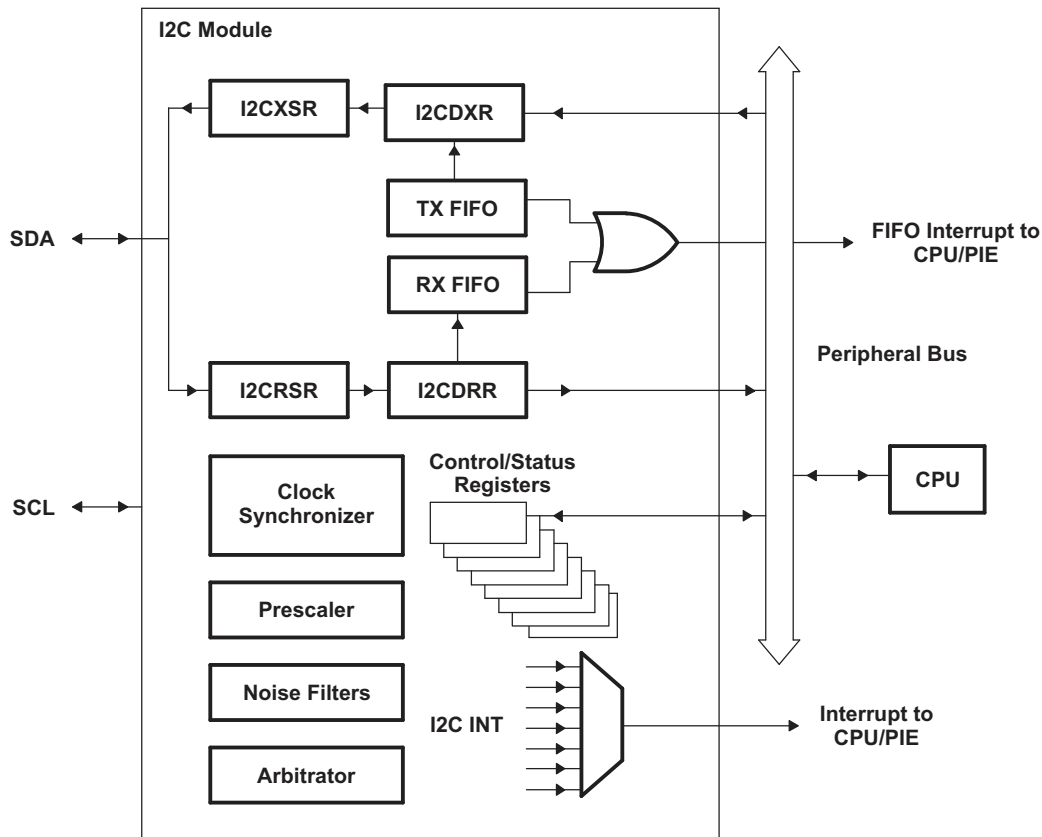 I2C Module
I2CXSR
I2CDXR
TX FIFO
SDA
FIFO Interrupt to
CPU/PIE
RX FIFO
Peripheral Bus
I2CRSR
I2CDRR
Control/Status
Registers
Clock
Synchronizer
SCL
CPU
Prescaler
Noise Filters
I2C INT
Interrupt to
CPU/PIE
Arbitrator